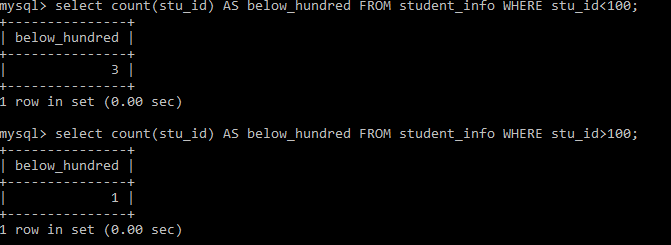 mysql> select count(stu_id) AS below_hundred FROM student_info WHERE stu_id<100;
+---------------+
| below_hundred |
+---------------+
|             3 |
+---------------+
1 row in set (0.00 sec)
mysql> select count(stu_id) AS below_hundred FROM student_info WHERE stu_id>100;
+---------------+
| below_hundred |
+---------------+
|             1 |
+---------------+
1 row in set (0.00 sec)